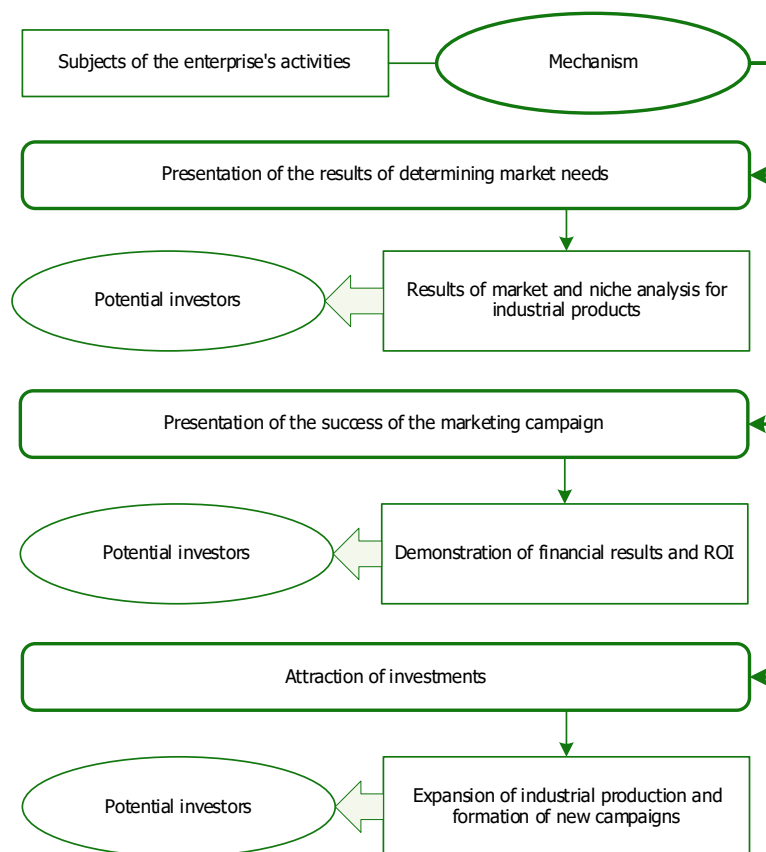 Subjects of the enterprise's activities
Mechanism
Presentation of the results of determining market needs
Potential investors
Results of market and niche analysis for
industrial products
Presentation of the success of the marketing campaign
Potential investors
Demonstration of financial results and ROI
Attraction of investments
Potential investors
Expansion of industrial production and
formation of new campaigns